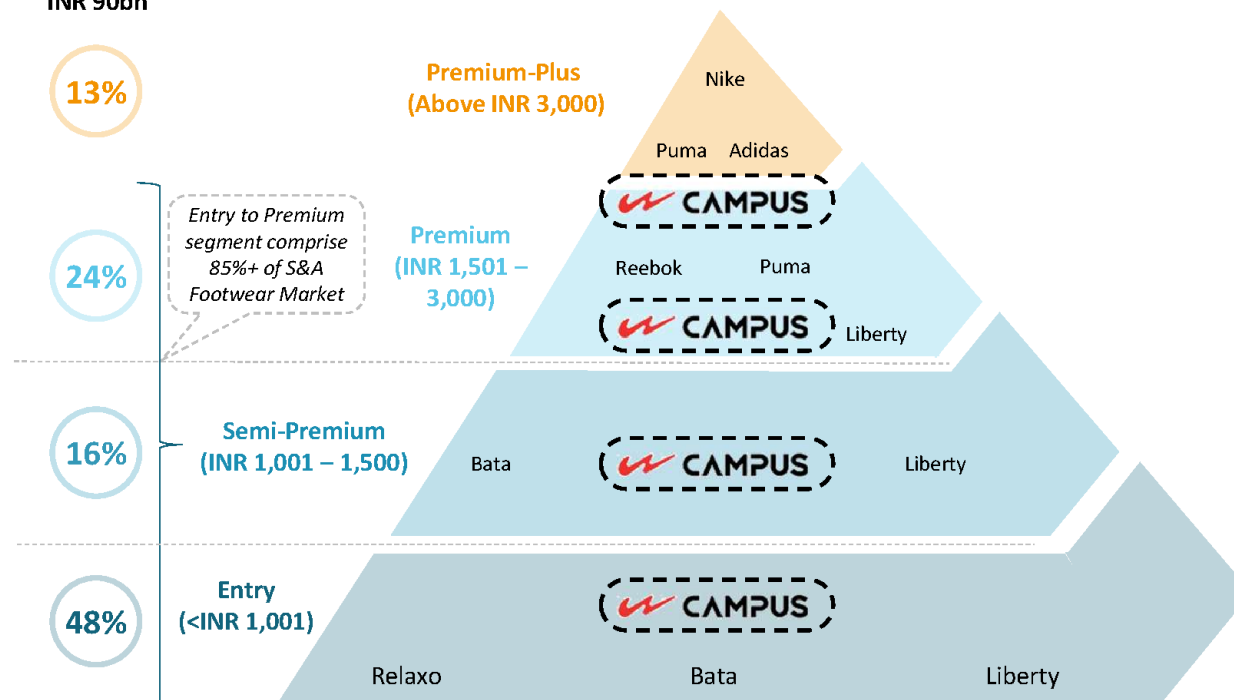 INR 90bn
13%
Premium-Plus
(Above INR 3,000)
Nike
Puma Adidas
CAMPUS
Entry to Premium
segment comprise
85%+ of S&A
Footwear Market
24%
Premium
(INR 1,501 –
3,000)
Reebok Puma
CAMPUS
Liberty
16%
Semi-Premium
(INR 1,001 – 1,500)
Bata
CAMPUS
Liberty
48%
Entry
(<INR 1,001)
CAMPUS
Relaxo Bata Liberty